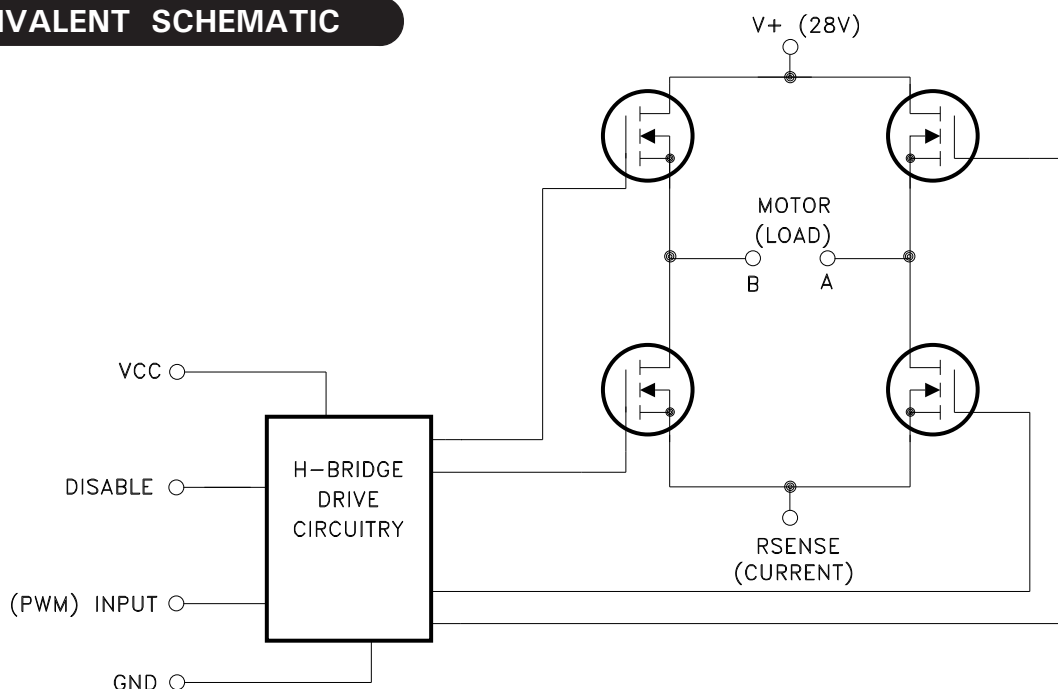 IVALENT SCHEMATIC
V+ (28V)
MOTOR
(LOAD)
B
A
VCC
DISABLE
H-BRIDGE
DRIVE
CIRCUITRY
RSENSE
(CURRENT)
(PWM) INPUT
GND